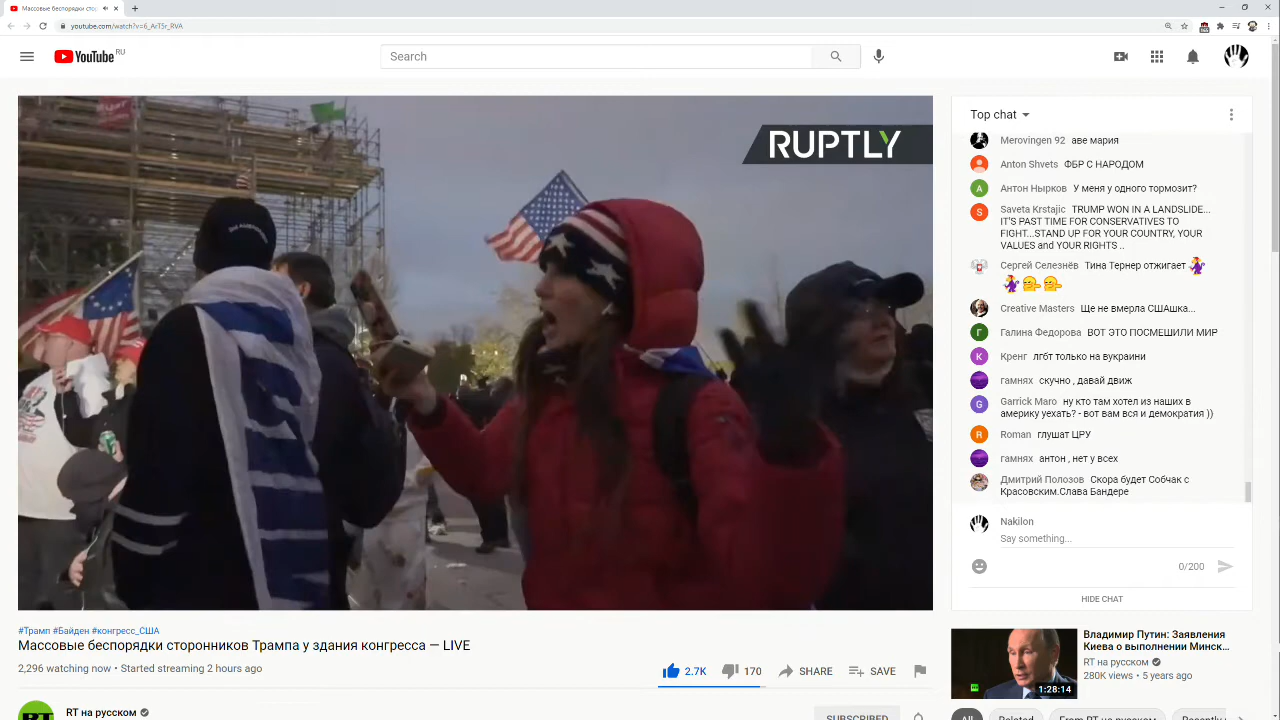 Массовые беспорядки стор
youtube.com/watch?v=6_ArT5r_RVA
YouTube RU
Search
RUPTLY
Top chat
Merovingen 92 аве мария
Anton Shvets ФБР С НАРОДОМ
Антон Нырков У меня у одного тормозит?
Saveta Krstajic TRUMP WON IN A LANDSLIDE...
IT'S PAST TIME FOR CONSERVATIVES TO
FIGHT...STAND UP FOR YOUR COUNTRY, YOUR
VALUES and YOUR RIGHTS ..
Сергей Селезнёв Тина Тернер отжигает
Creative Masters Ще не вмерла СШАшка...
Галина Федорова ВОТ ЭТО ПОСМЕШИЛИ МИР
Кренг лгбт только на вукраини
гамнях скучно , давай движ
Garrick Maro ну кто там хотел из наших в
америку уехать? - вот вам вся и демократия ))
Roman глушат ЦРУ
гамнях антон , нет у всех
Дмитрий Полозов Скора будет Собчак с
Красовским.Слава Бандере
Nakilon
Say something...
0/200
HIDE CHAT
#Трамп #Байден #конгресс_США
Массовые беспорядки сторонников Трампа у здания конгресса — LIVE
2,296 watching now • Started streaming 2 hours ago
2.7K 170 SHARE SAVE
RT на русском
SUBSCRIBED
Владимир Путин: Заявления
Киева о выполнении Минск...
RT на русском
280K views • 5 years ago
1:28:14
All Related From RT на русском Recently